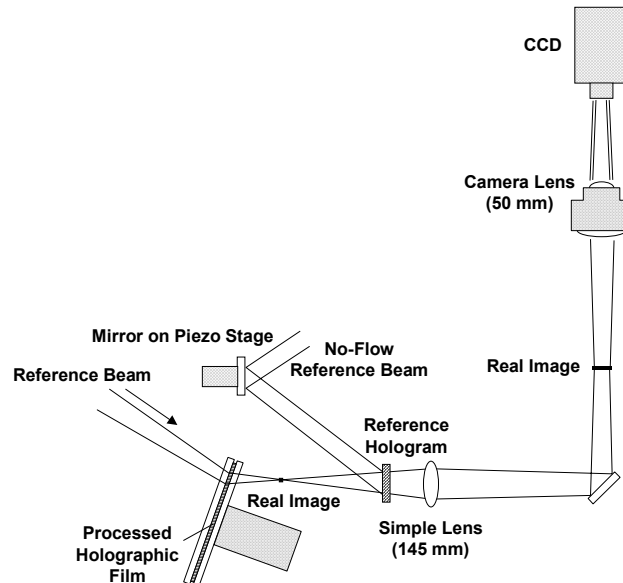 CCD
Camera Lens
(50 mm)
Mirror on Piezo Stage
No-Flow
Reference Beam
Reference Beam
Real Image
Reference
Hologram
Real Image
Simple Lens
(145 mm)
Processed
Holographic
Film